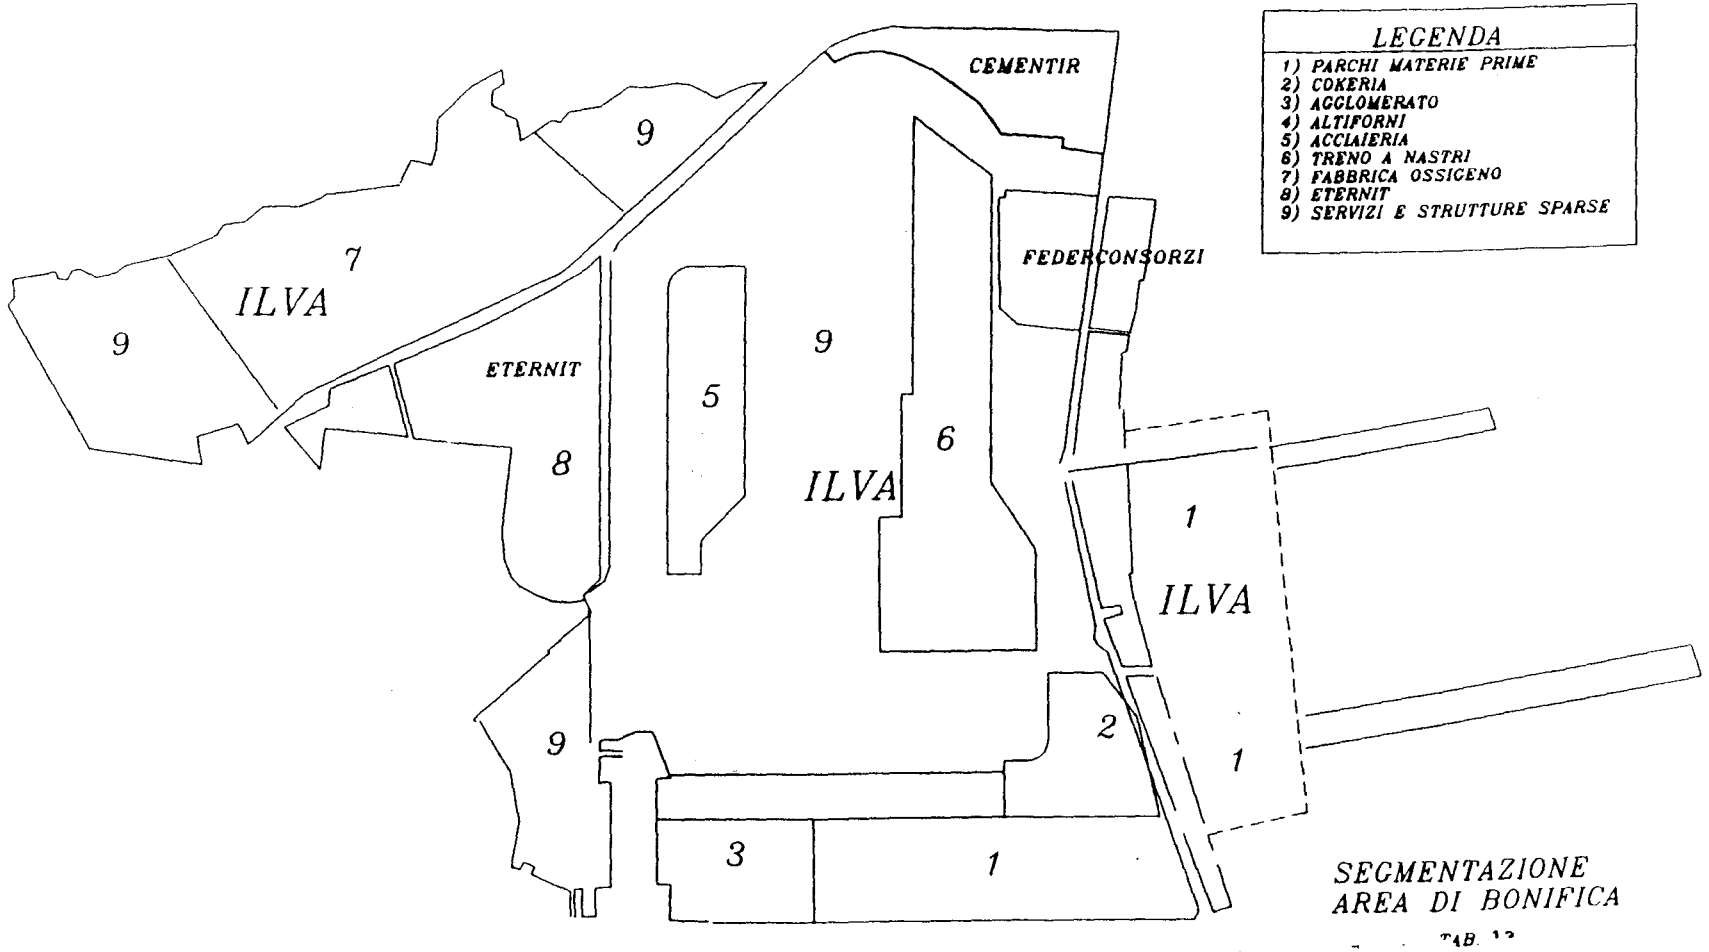 LEGENDA
1) PARCHI MATERIE PRIME
2) COKERIA
3) AGGLOMERATO
4) ALTIFORNI
5) ACCIAIERIA
6) TRENO A NASTRI
7) FABBRICA OSSIGENO
8) ETERNIT
9) SERVIZI E STRUTTURE SPARSE
CEMENTIR
9
7
ILVA
9
FEDERCONSORZI
9
ETERNIT
5
6
8
ILVA
1
ILVA
2
9
1
3
1
SEGMENTAZIONE
AREA DI BONIFICA
TAB.